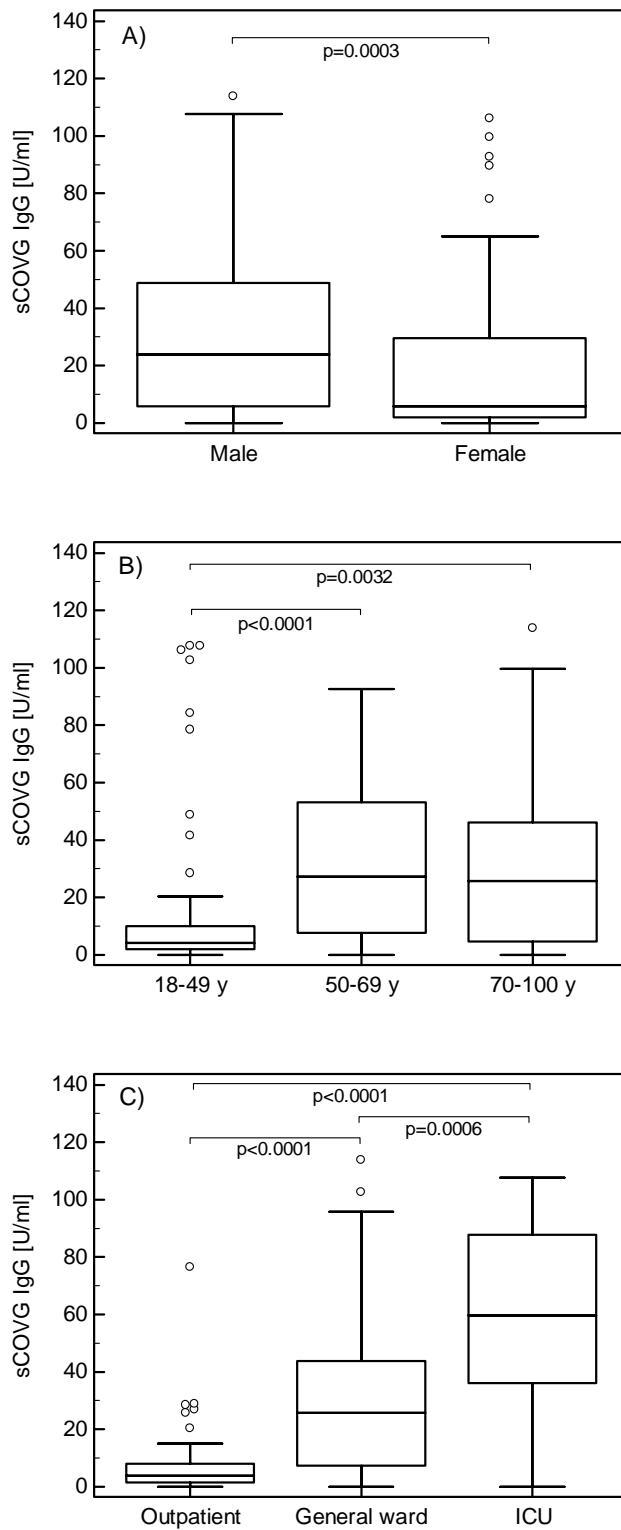 A)
p=0.0003
sCOVG IgG [U/ml]
140
120
100
80
60
40
20
0
Male Female
B)
p=0.0032
p<0.0001
sCOVG IgG [U/ml]
140
120
100
80
60
40
20
0
18-49 y 50-69 y 70-100 y
C)
p<0.0001
p<0.0001 p=0.0006
sCOVG IgG [U/ml]
140
120
100
80
60
40
20
0
Outpatient General ward ICU